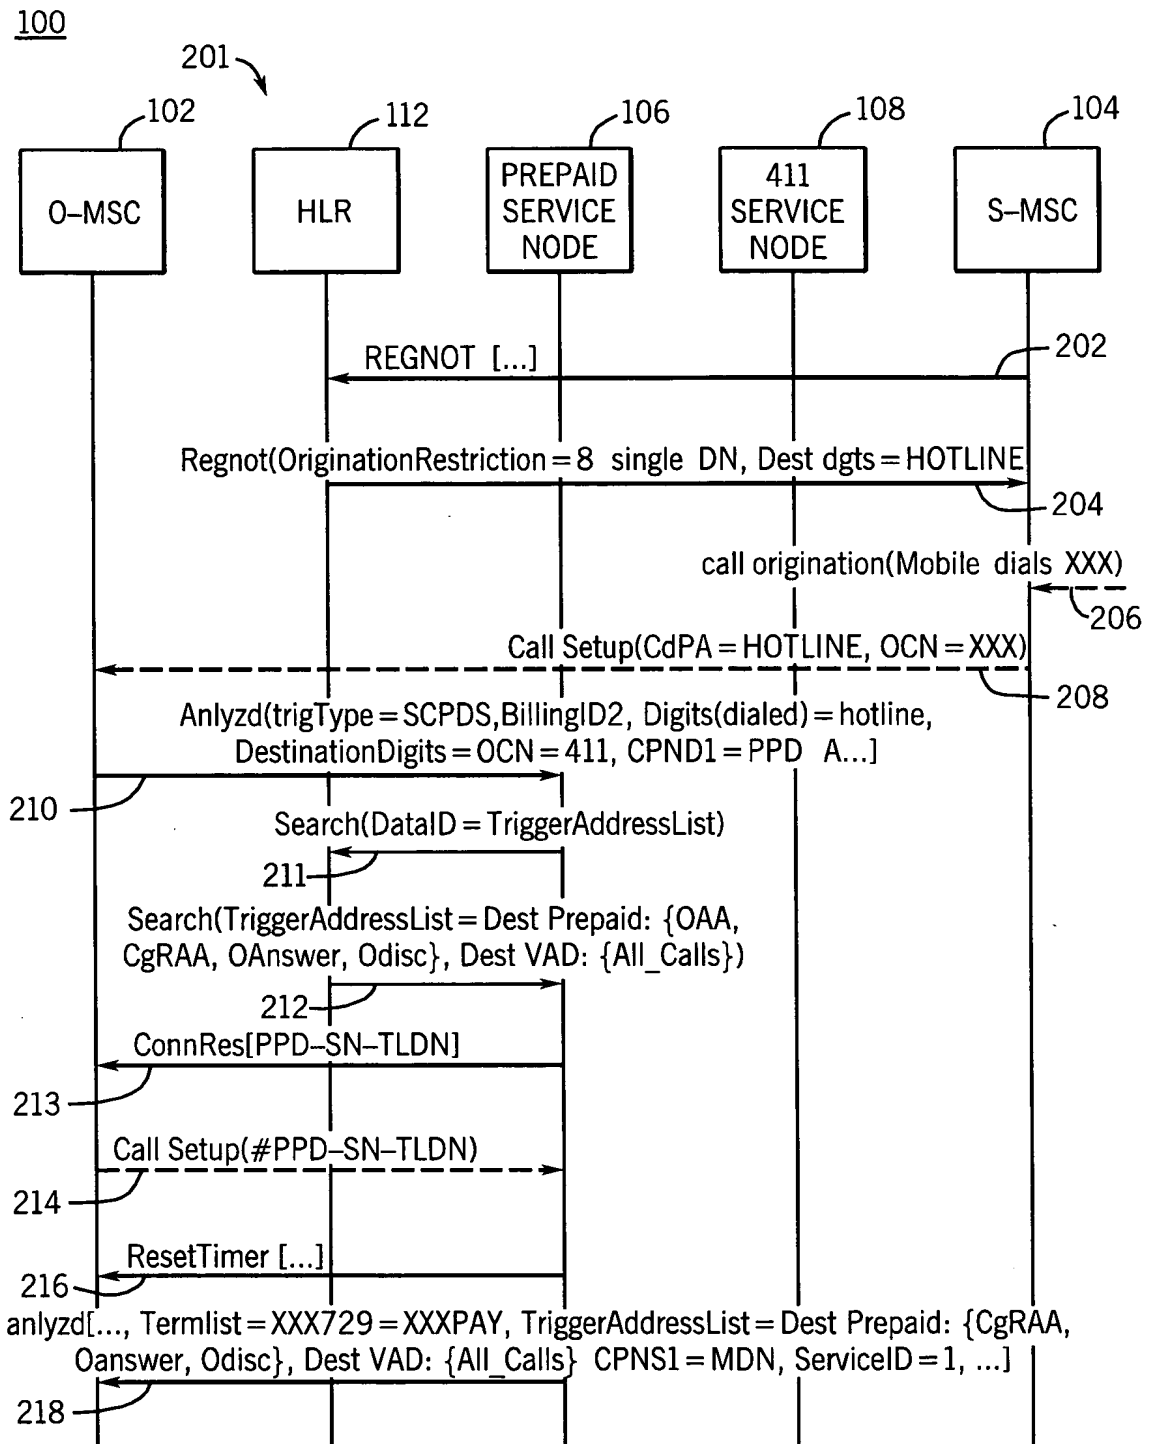 100
201
102
112
106
108
104
O–MSC
HLR
PREPAID
SERVICE
NODE
411
SERVICE
NODE
S–MSC
REGNOT [...]
202
Regnot(OriginationRestriction=8 single DN, Dest dgts=HOTLINE
204
call origination(Mobile dials XXX)
206
Call Setup(CdPA=HOTLINE, OCN=XXX)
208
Anlyzd(trigType=SCPDS,BillingID2, Digits(dialed)=hotline,
DestinationDigits=OCN=411, CPND1=PPD A...]
210
Search(DataID=TriggerAddressList)
211
Search(TriggerAddressList=Dest Prepaid: {OAA,
CgRAA, OAnswer, Odisc}, Dest VAD: {All_Calls})
212
ConnRes[PPD–SN–TLDN]
213
Call Setup(#PPD–SN–TLDN)
214
ResetTimer [...]
216
anlyzd[..., Termlist=XXX729=XXXPAY, TriggerAddressList=Dest Prepaid: {CgRAA,
Oanswer, Odisc}, Dest VAD: {All_Calls} CPNS1=MDN, ServiceID=1, ...]
218